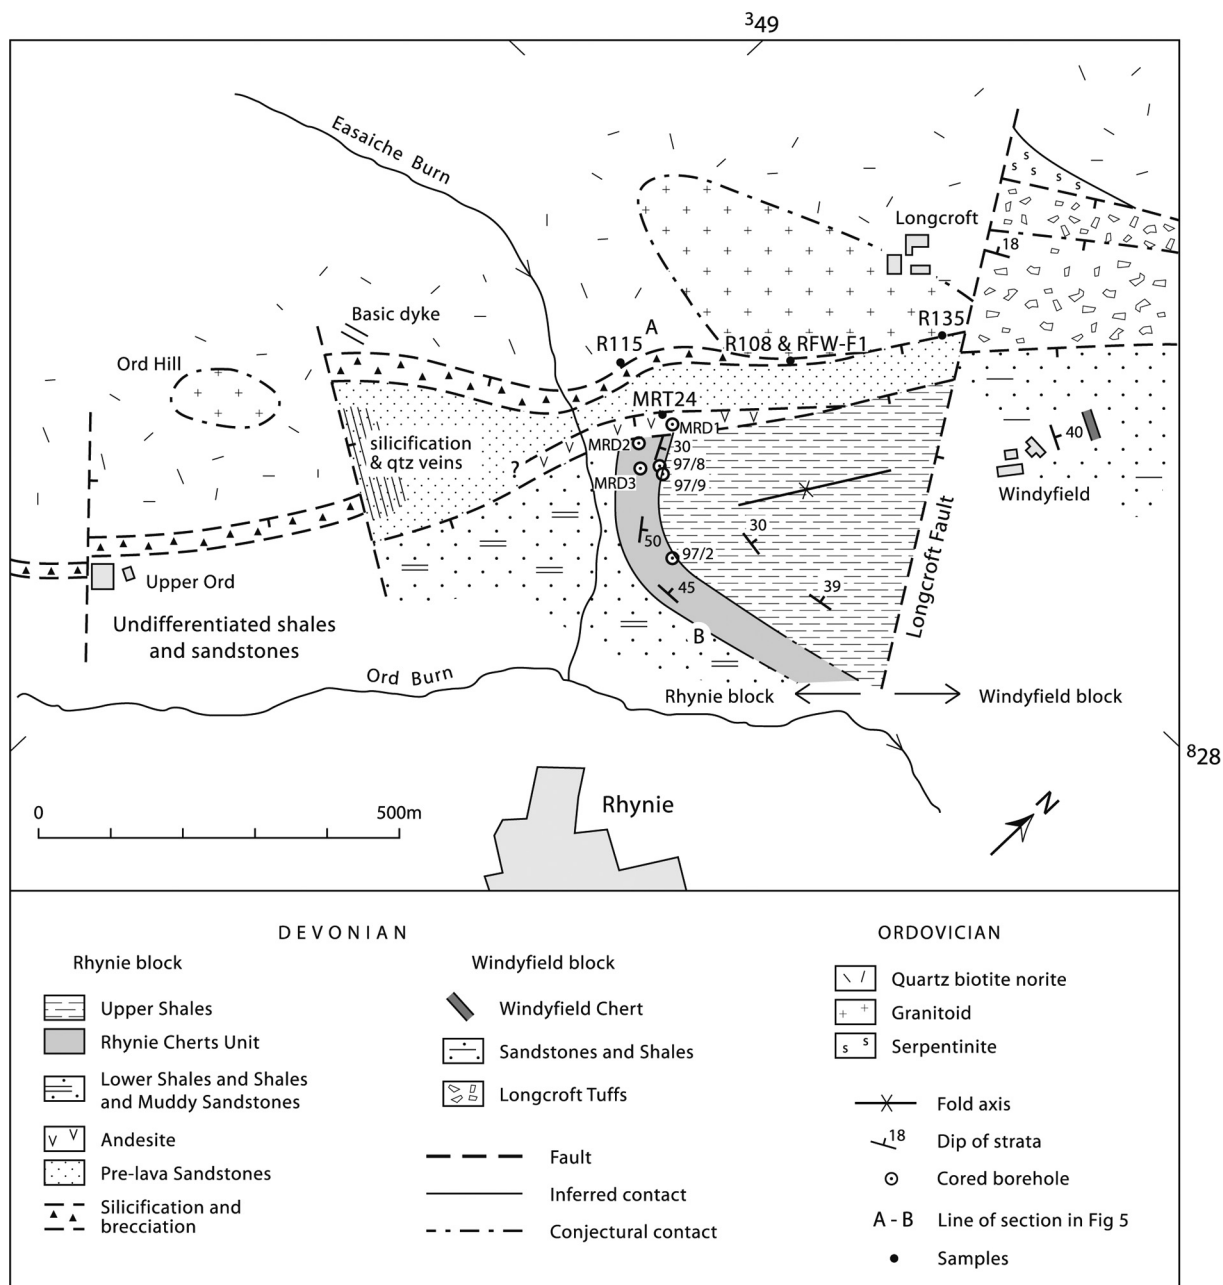 349
Easaiche Burn
Longcroft
18
Basic dyke
Ord Hill
A
R115
R108 & RFW-F1
R135
MRT24
MRD1
silicification
& qtz veins
?
MRD2
30
97/8
MRD3
97/9
40
Windyfield
30
50
97/2
45
39
Upper Ord
Longcroft Fault
B
Undifferentiated shales
and sandstones
Ord Burn
Rhynie block
Windyfield block
828
0 500m
Rhynie
N
DEVONIAN
Rhynie block
Upper Shales
Rhynie Cherts Unit
Lower Shales and Shales
and Muddy Sandstones
Andesite
Pre-lava Sandstones
Silicification and
brecciation
Windyfield block
Windyfield Chert
Sandstones and Shales
Longcroft Tuffs
Fault
Inferred contact
Conjectural contact
ORDOVICIAN
Quartz biotite norite
Granitoid
s s Serpentinite
Fold axis
18 Dip of strata
Cored borehole
A - B Line of section in Fig 5
Samples